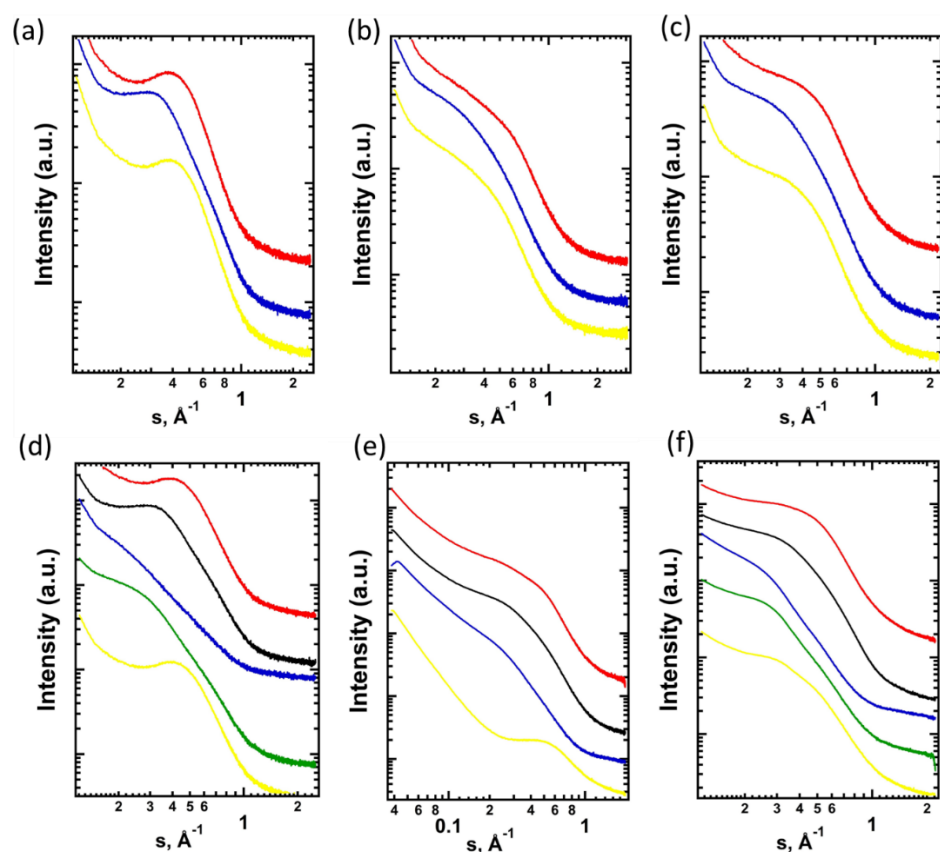 (a) (b) (c)
Intensity (a.u.) Intensity (a.u.) Intensity (a.u.)
2 4 6 8 1 2 2 4 6 8 1 2 2 3 4 5 6 1 2
s, Å⁻¹ s, Å⁻¹ s, Å⁻¹
(d) (e) (f)
Intensity (a.u.) Intensity (a.u.) Intensity (a.u.)
2 3 4 5 6 1 2 4 6 8 0.1 2 4 6 8 1 2 3 4 5 6 1 2
s, Å⁻¹ s, Å⁻¹ s, Å⁻¹